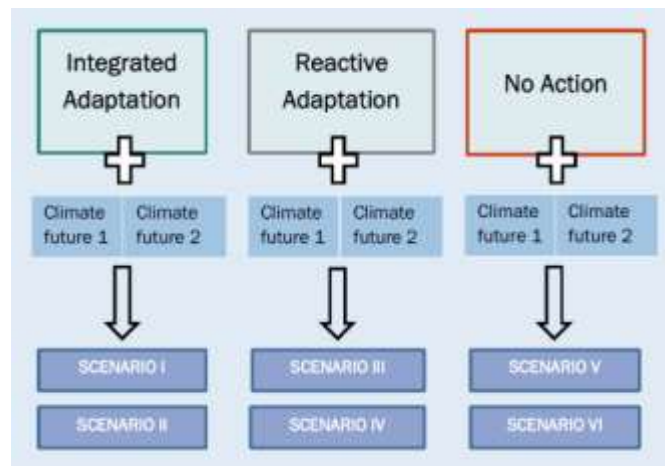 Integrated
Adaptation
Reactive
Adaptation
No Action
Climate
future 1
Climate
future 2
Climate
future 1
Climate
future 2
Climate
future 1
Climate
future 2
SCENARIO I
SCENARIO III
SCENARIO V
SCENARIO II
SCENARIO IV
SCENARIO VI